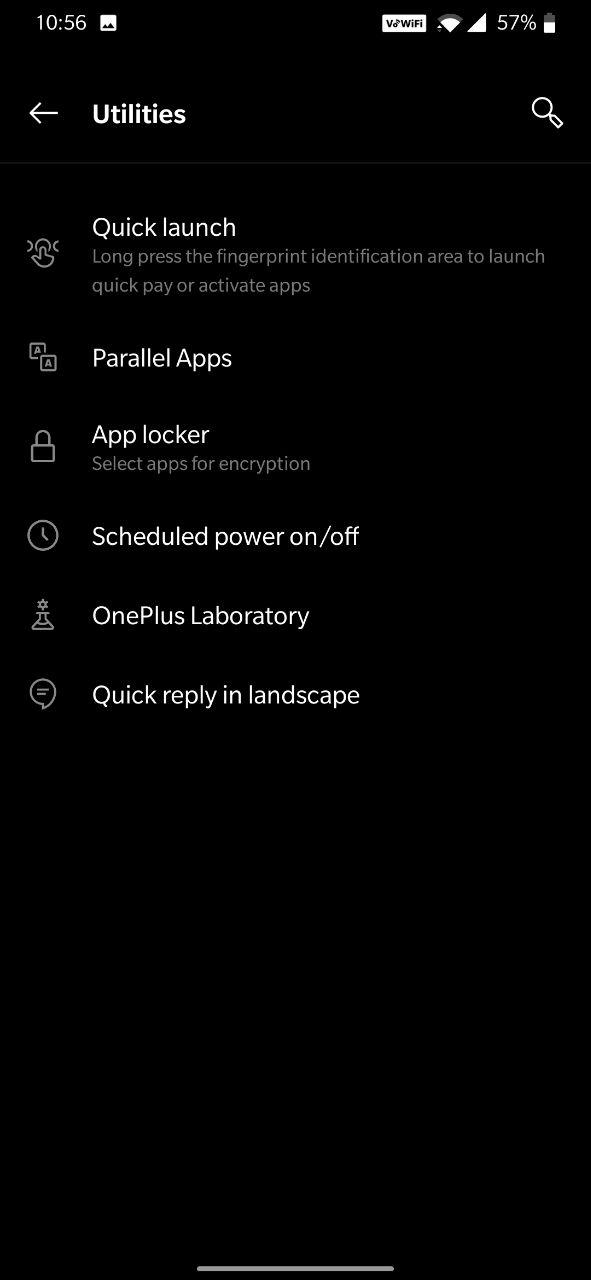 10:56 VoWiFi 57%
Utilities
Quick launch
Long press the fingerprint identification area to launch
quick pay or activate apps
Parallel Apps
App locker
Select apps for encryption
Scheduled power on/off
OnePlus Laboratory
Quick reply in landscape